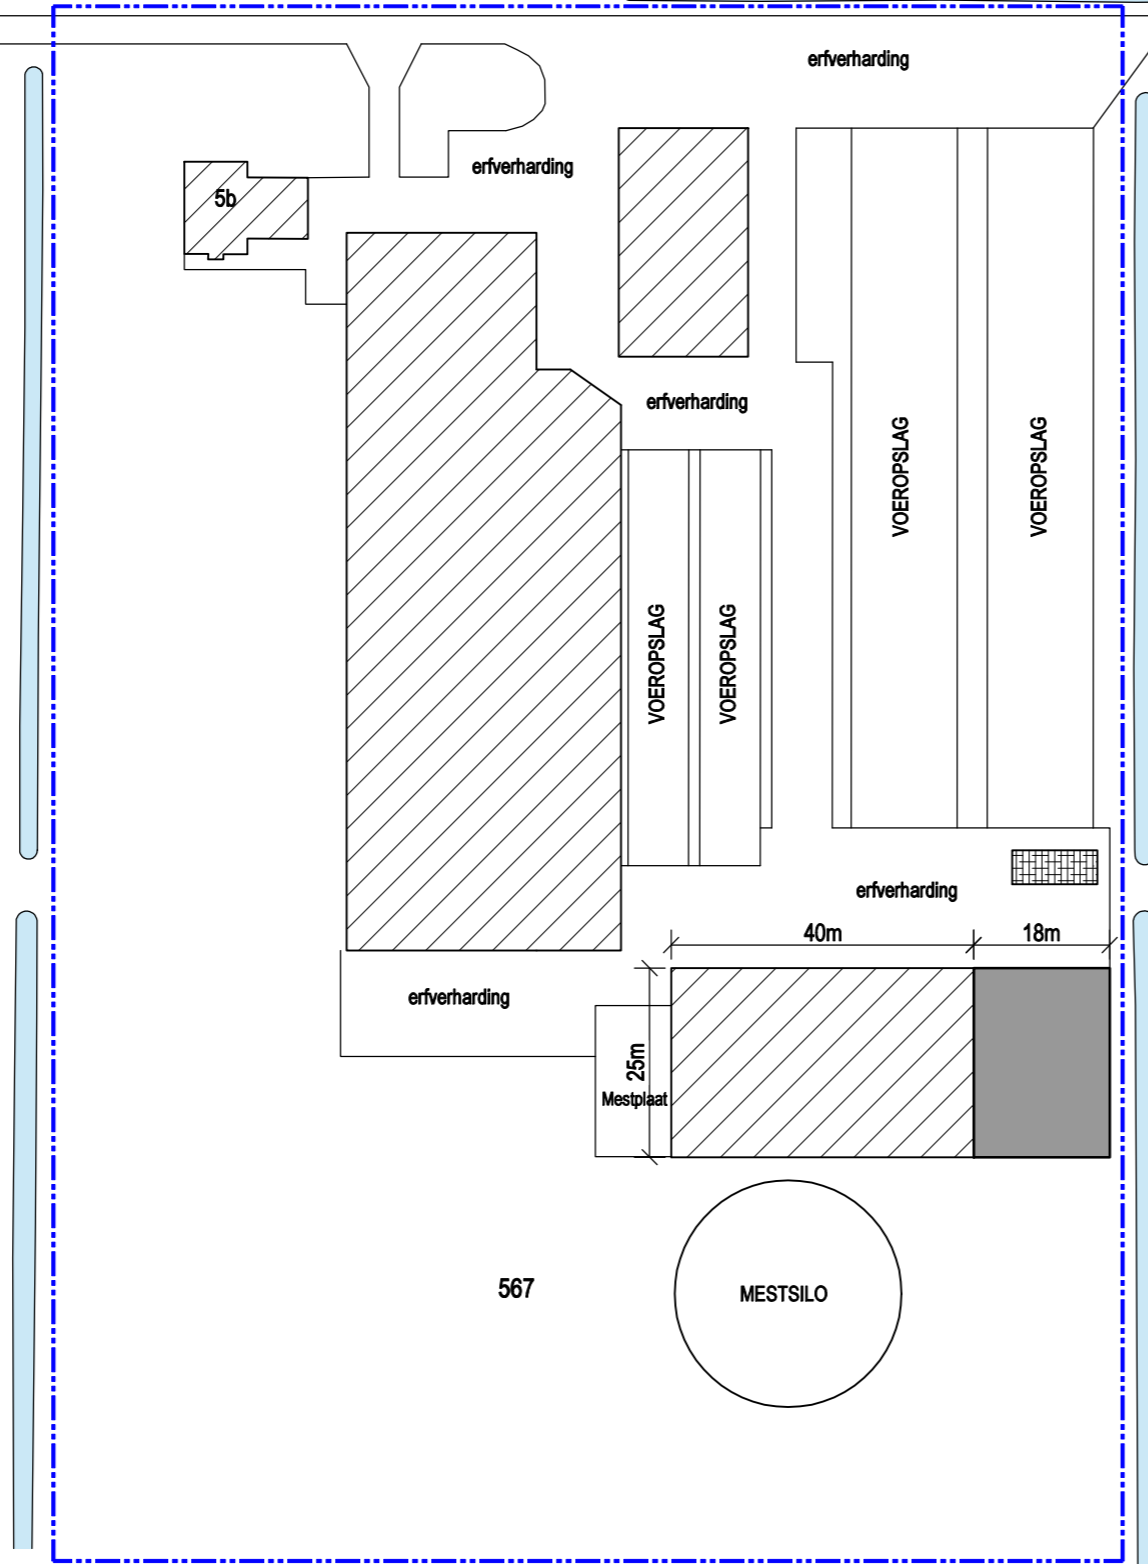 erfverharding
erfverharding
5b
erfverharding
VOEROPSLAG
VOEROPSLAG
VOEROPSLAG
VOEROPSLAG
erfverharding
40m
18m
erfverharding
25m
Mestplaat
567
MESTSILO